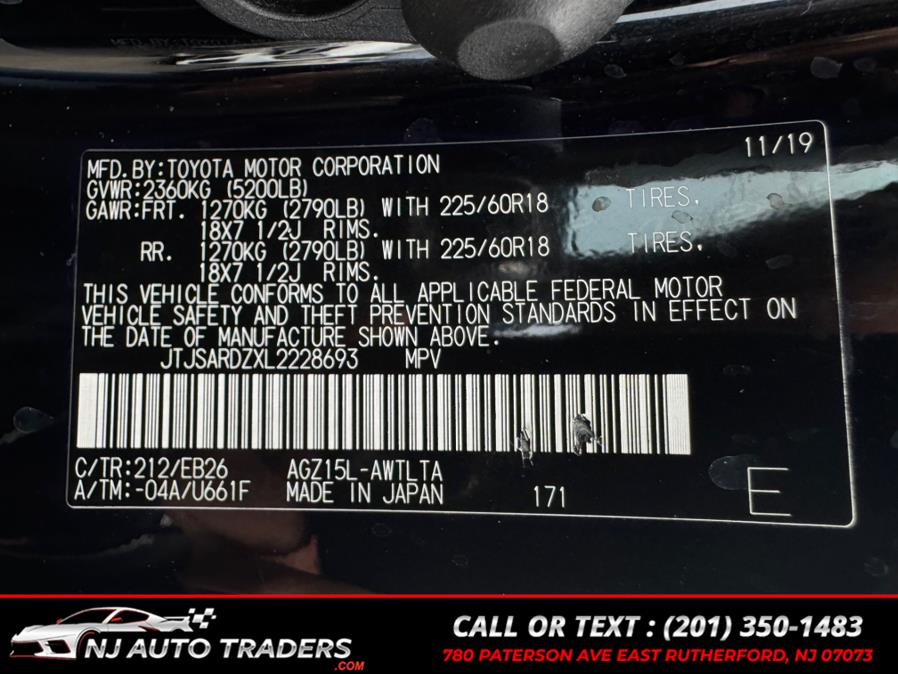 11/19
MFD.BY:TOYOTA MOTOR CORPORATION
GVWR:2360KG (5200LB)
GAWR:FRT. 1270KG (2790LB) WITH 225/60R18 TIRES,
18X7 1/2J RIMS.
RR. 1270KG (2790LB) WITH 225/60R18 TIRES,
18X7 1/2J RIMS.
THIS VEHICLE CONFORMS TO ALL APPLICABLE FEDERAL MOTOR
VEHICLE SAFETY AND THEFT PREVENTION STANDARDS IN EFFECT ON
THE DATE OF MANUFACTURE SHOWN ABOVE.
JTJSARDZXL2228693 MPV
C/TR:212/EB26 AGZ15L-AWTLTA
A/TM:-04A/U661F MADE IN JAPAN 171 E
NJ AUTO TRADERS
.COM
CALL OR TEXT : (201) 350-1483
780 PATERSON AVE EAST RUTHERFORD, NJ 07073